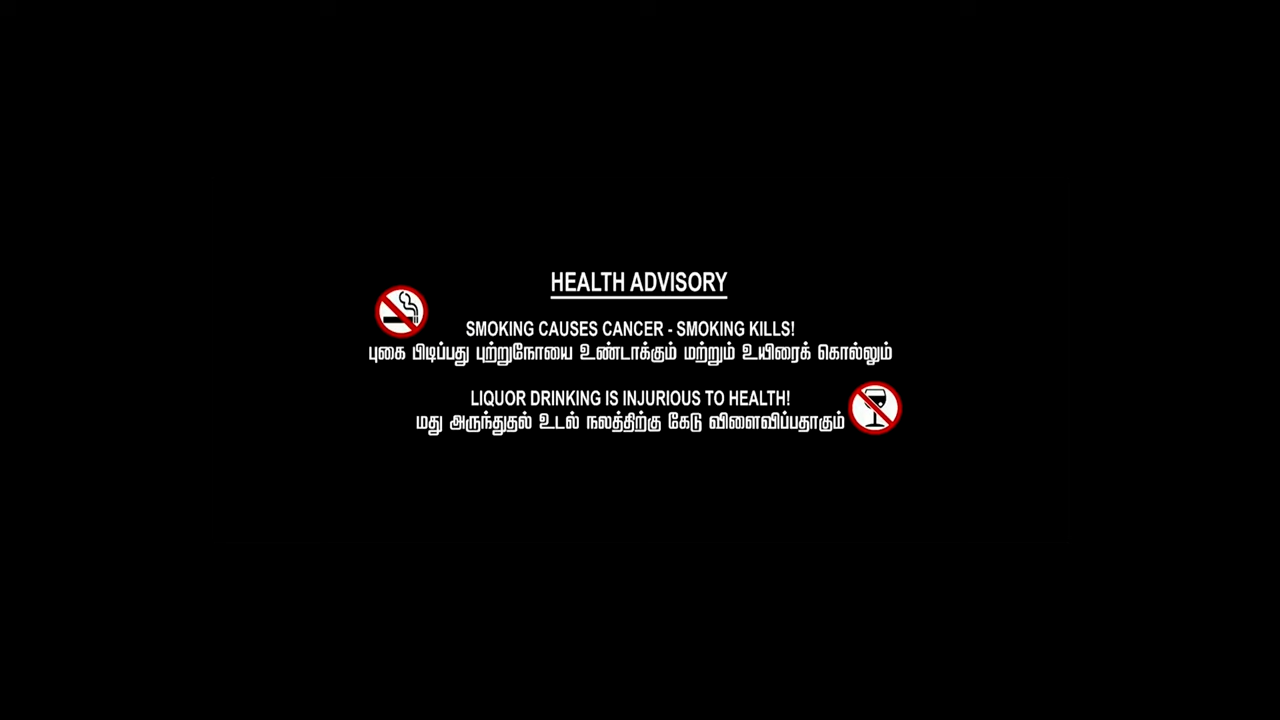 HEALTH ADVISORY
SMOKING CAUSES CANCER - SMOKING KILLS!
புகை பிடிப்பது புற்றுநோயை உண்டாக்கும் மற்றும் உயிரைக் கொல்லும்
LIQUOR DRINKING IS INJURIOUS TO HEALTH!
மது அருந்துதல் உடல் நலத்திற்கு கேடு விளைவிப்பதாகும்